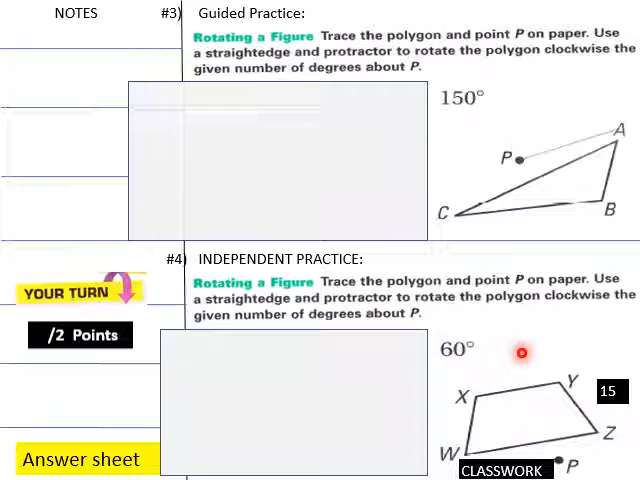 NOTES
#3) Guided Practice:
Rotating a Figure Trace the polygon and point P on paper. Use
a straightedge and protractor to rotate the polygon clockwise the
given number of degrees about P.
150°
A
P
C
B
#4) INDEPENDENT PRACTICE:
Rotating a Figure Trace the polygon and point P on paper. Use
a straightedge and protractor to rotate the polygon clockwise the
given number of degrees about P.
YOUR TURN
/2 Points
60°
Y
X
15
Z
W
Answer sheet
CLASSWORK
P